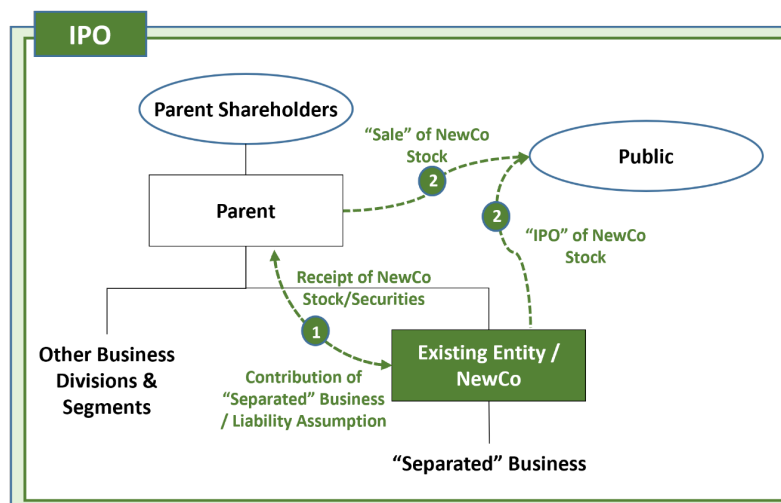 IPO
Parent Shareholders
“Sale” of NewCo
Stock
Public
2
Parent
2
“IPO” of NewCo
Stock
Receipt of NewCo
Stock/Securities
1
Other Business
Divisions &
Segments
Existing Entity /
NewCo
Contribution of
“Separated” Business
/ Liability Assumption
“Separated” Business